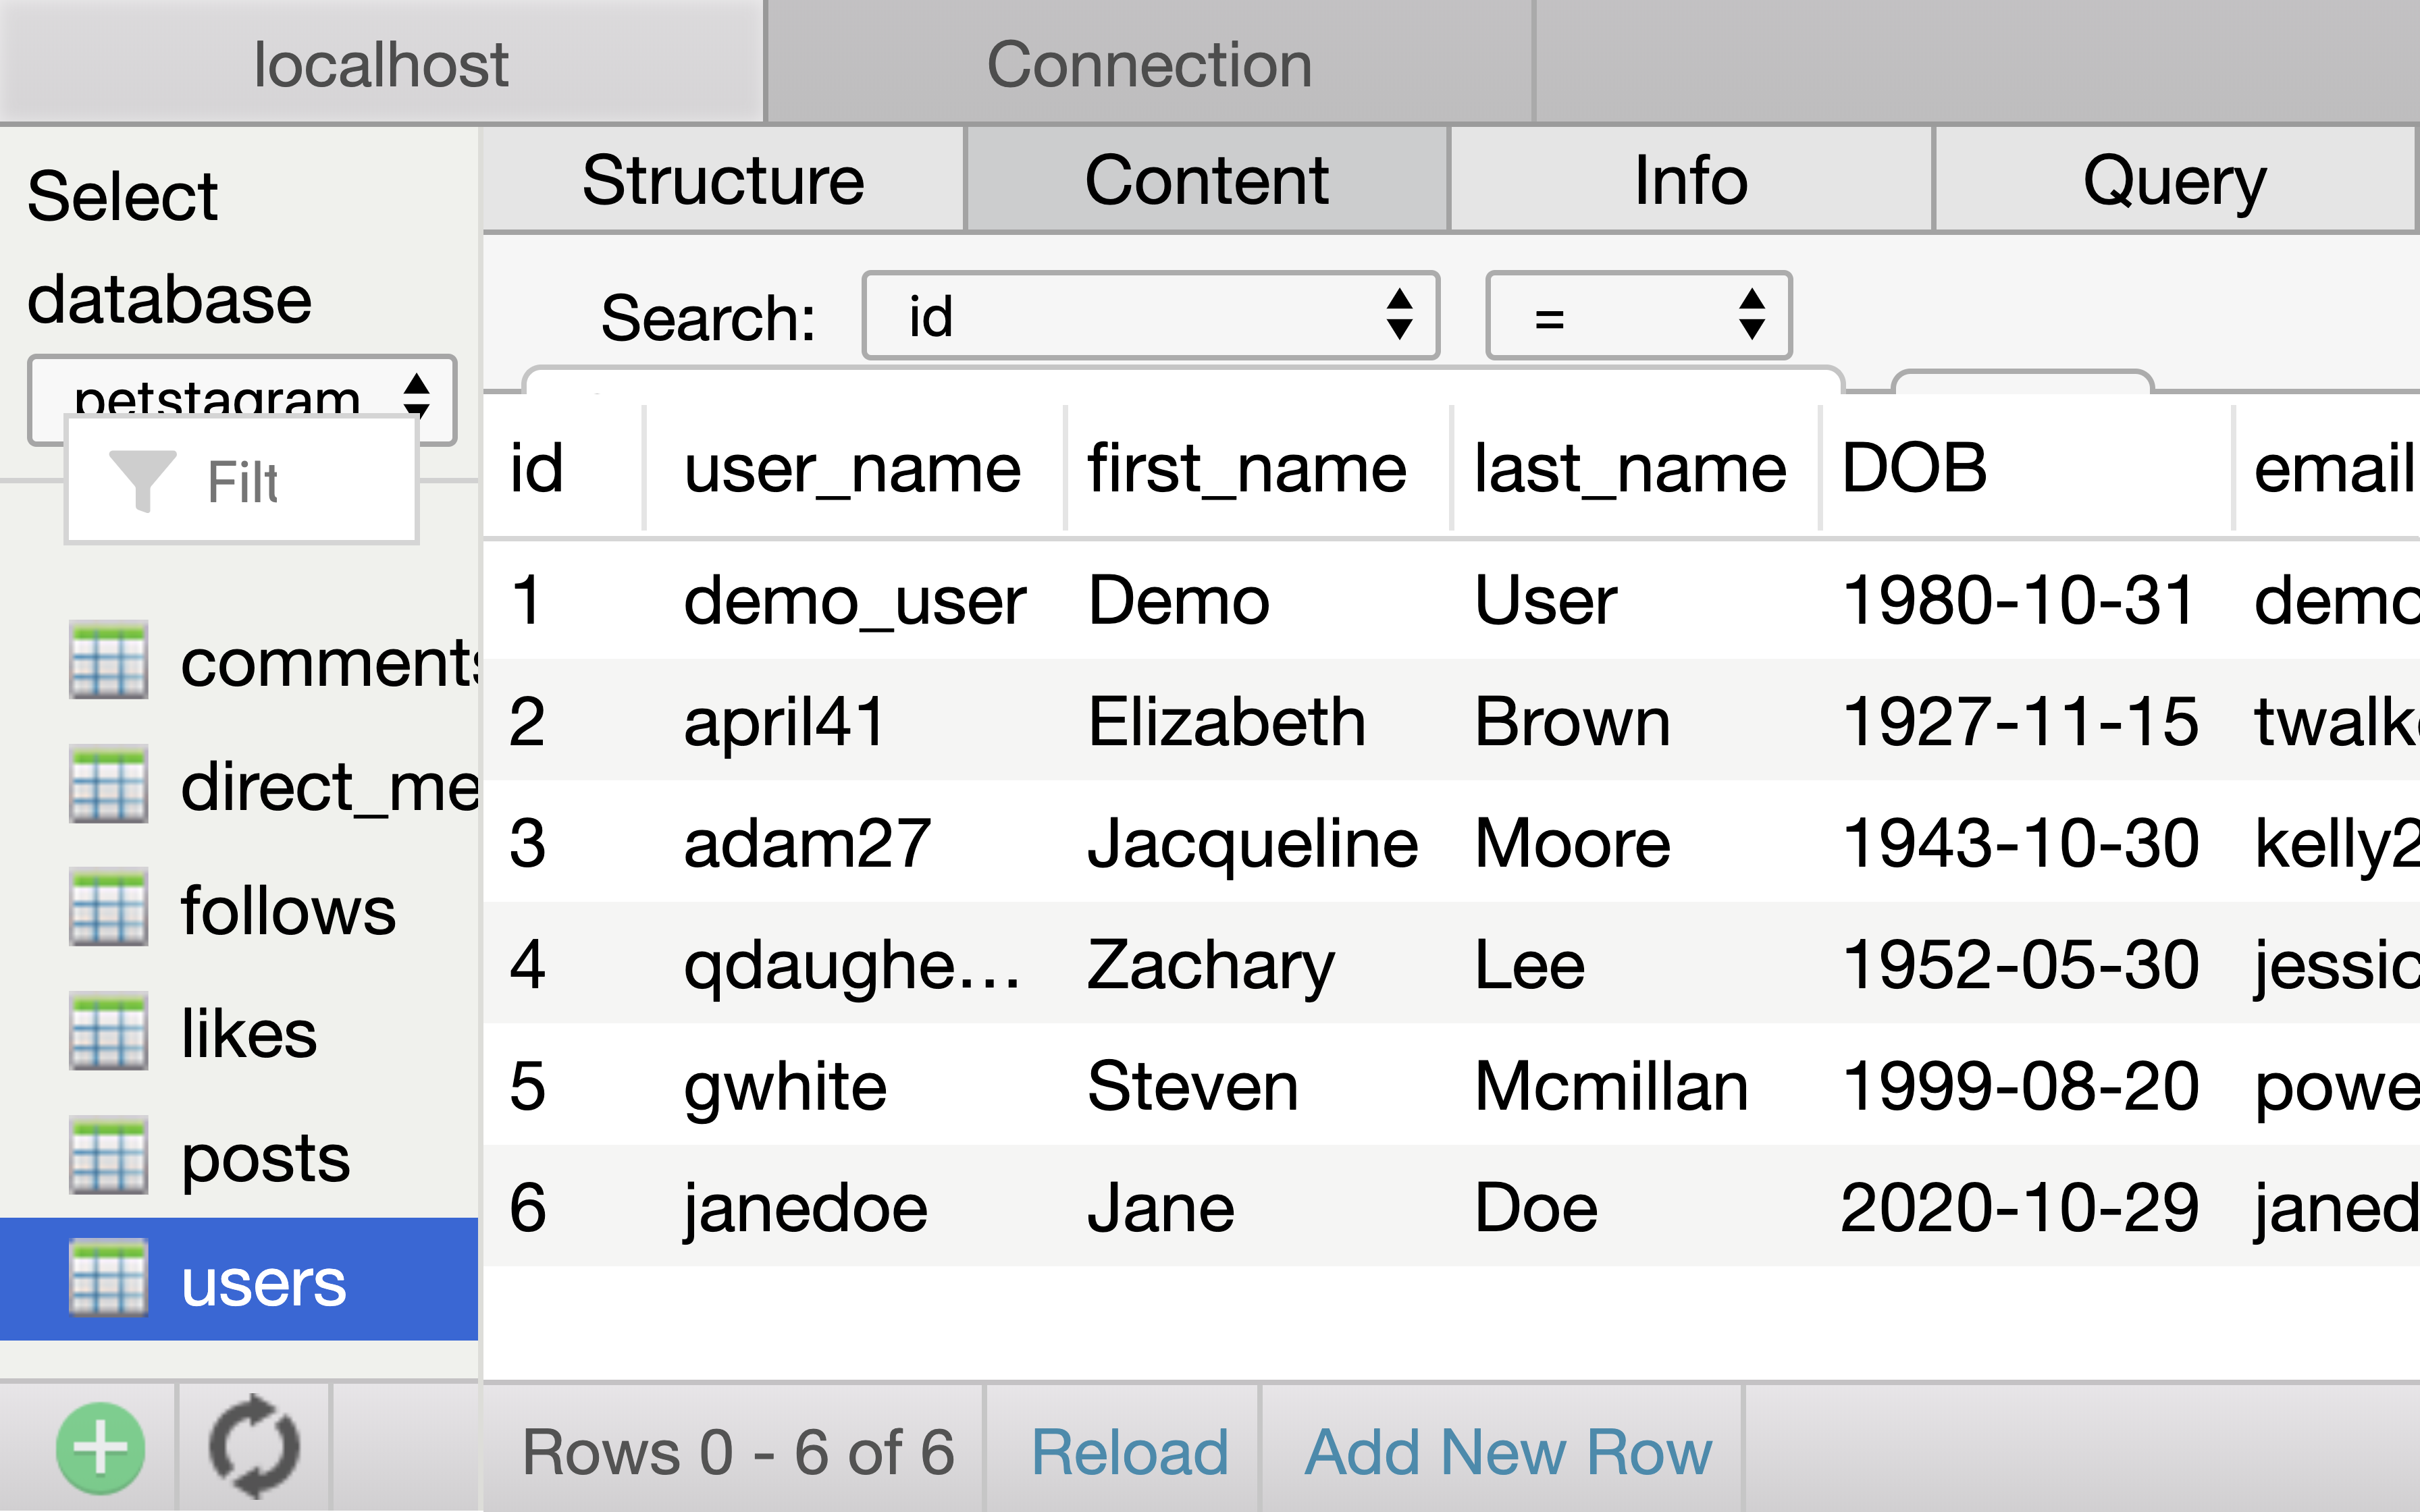 localhost Connection
Structure Content Info Query
Select
database
petstagram
Filt
Search: id =
comments
direct_me
follows
likes
posts
users
id user_name first_name last_name DOB email
1 demo_user Demo User 1980-10-31 demo
2 april41 Elizabeth Brown 1927-11-15 twalk
3 adam27 Jacqueline Moore 1943-10-30 kelly2
4 qdaughe… Zachary Lee 1952-05-30 jessic
5 gwhite Steven Mcmillan 1999-08-20 powe
6 janedoe Jane Doe 2020-10-29 janed
Rows 0 - 6 of 6 Reload Add New Row